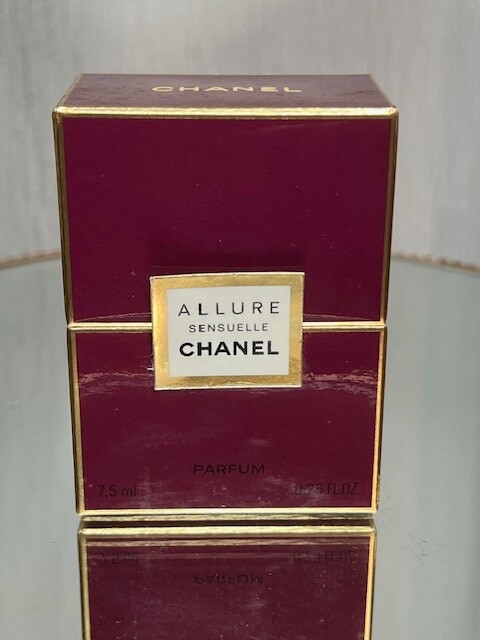 CHANEL
ALLURE
SENSUELLE
CHANEL
PARFUM
7,5 ml 0.25 FL.OZ